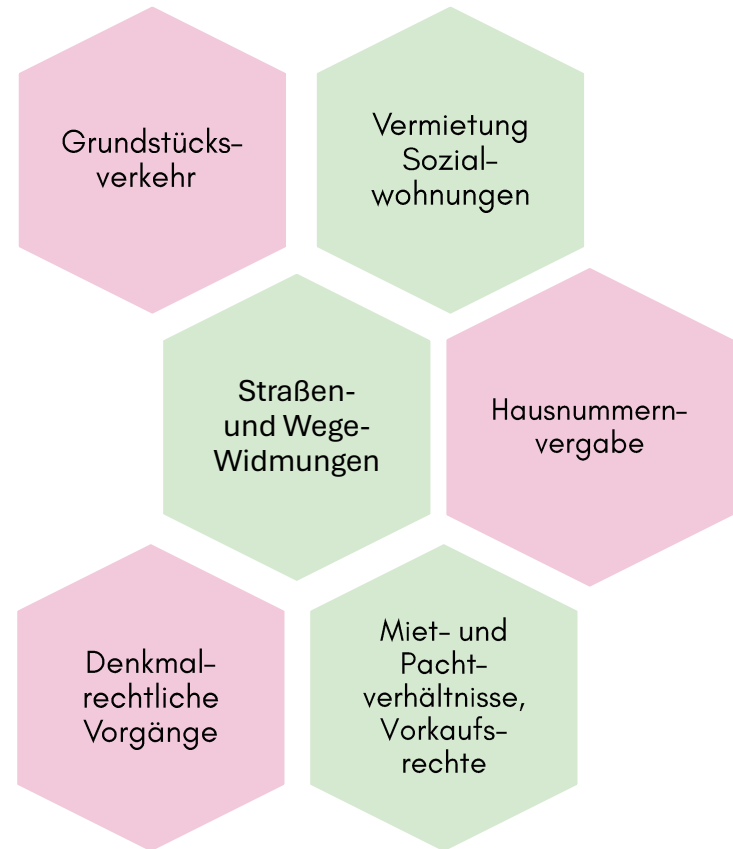 Grundstücks-
verkehr
Vermietung
Sozial-
wohnungen
Straßen-
und Wege-
Widmungen
Hausnummern-
vergabe
Denkmal-
rechtliche
Vorgänge
Miet- und
Pacht-
verhältnisse,
Vorkaufs-
rechte